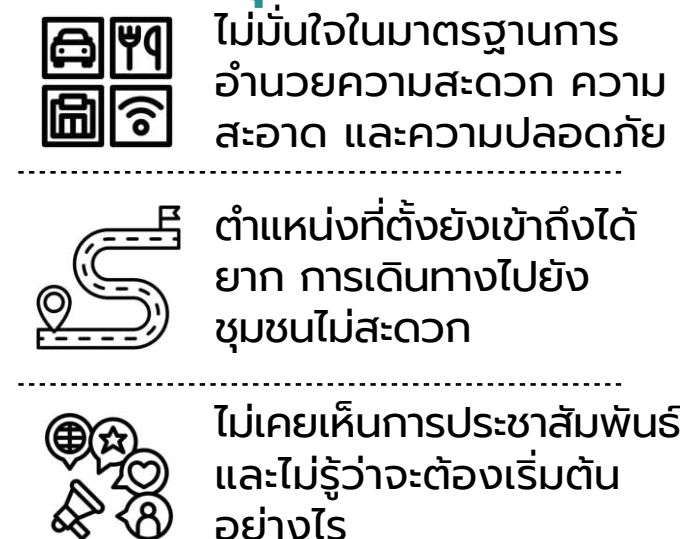 ไม่มั่นใจในมาตรฐานการ
อำนวยความสะดวก ความ
สะอาด และความปลอดภัย
ตำแหน่งที่ตั้งยังเข้าถึงได้
ยาก การเดินทางไปยัง
ชุมชนไม่สะดวก
ไม่เคยเห็นการประชาสัมพันธ์
และไม่รู้ว่าจะต้องเริ่มต้น
อย่างไร